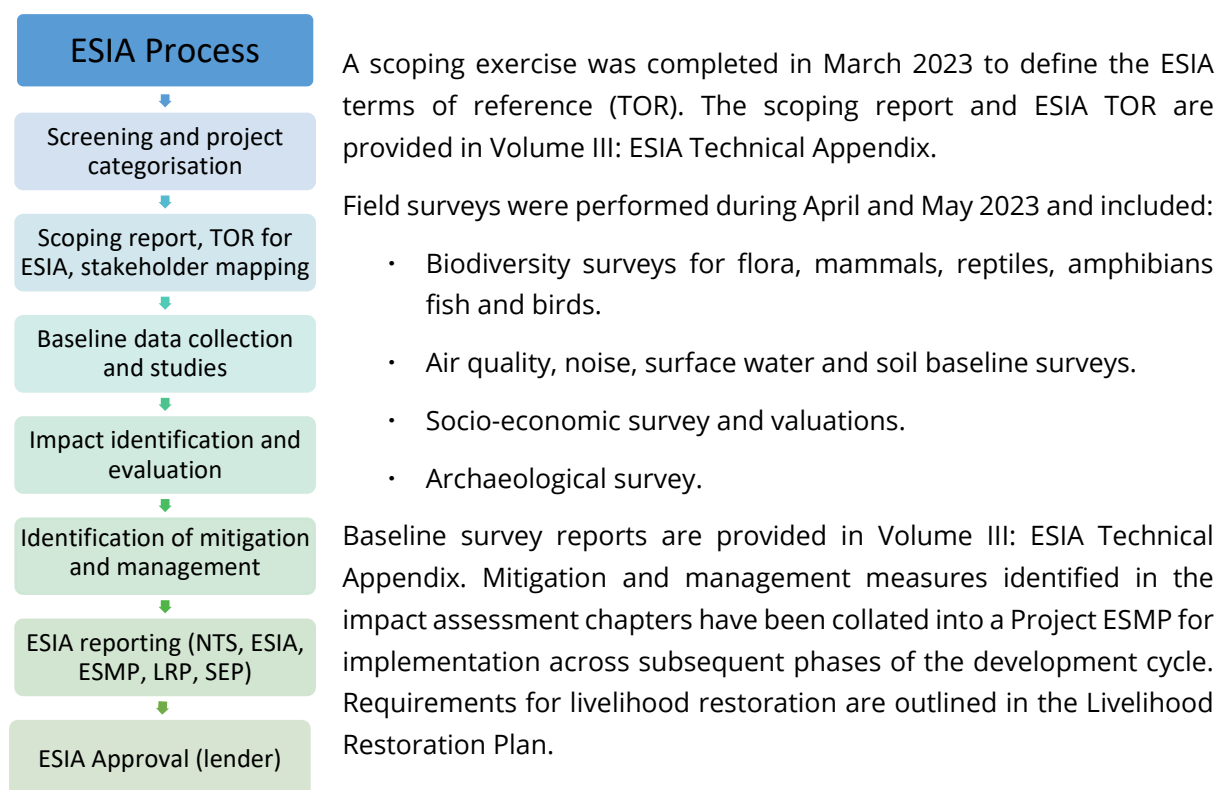 ESIA Process
Screening and project
categorisation
Scoping report, TOR for
ESIA, stakeholder mapping
Baseline data collection
and studies
Impact identification and
evaluation
Identification of mitigation
and management
ESIA reporting (NTS, ESIA,
ESMP, LRP, SEP)
ESIA Approval (lender)
A scoping exercise was completed in March 2023 to define the ESIA
terms of reference (TOR). The scoping report and ESIA TOR are
provided in Volume III: ESIA Technical Appendix.
Field surveys were performed during April and May 2023 and included:
· Biodiversity surveys for flora, mammals, reptiles, amphibians
fish and birds.
· Air quality, noise, surface water and soil baseline surveys.
· Socio-economic survey and valuations.
· Archaeological survey.
Baseline survey reports are provided in Volume III: ESIA Technical
Appendix. Mitigation and management measures identified in the
impact assessment chapters have been collated into a Project ESMP for
implementation across subsequent phases of the development cycle.
Requirements for livelihood restoration are outlined in the Livelihood
Restoration Plan.